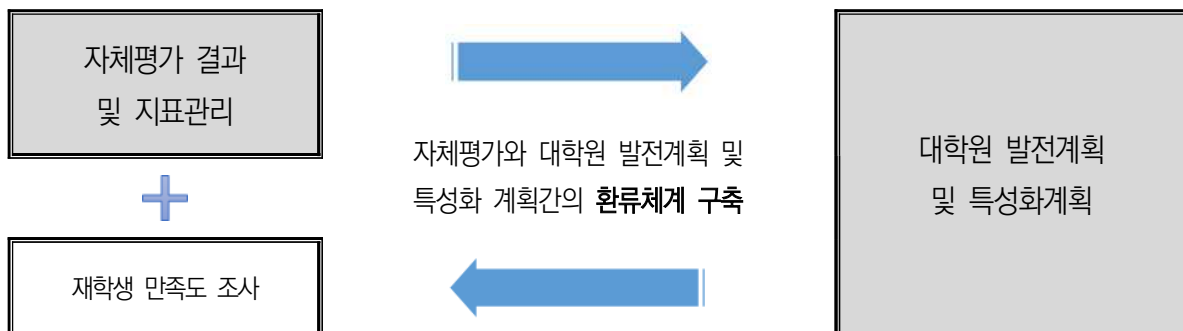 자체평가 결과
및 지표관리
재학생 만족도 조사
자체평가와 대학원 발전계획 및
특성화 계획간의 환류체계 구축
대학원 발전계획
및 특성화계획